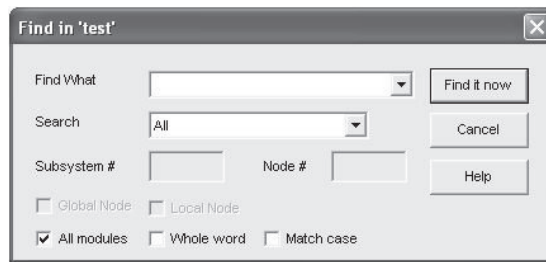 Find in 'test'
Find What
Find it now
Search
All
Cancel
Subsystem #
Node #
Help
Global Node
Local Node
All modules
Whole word
Match case